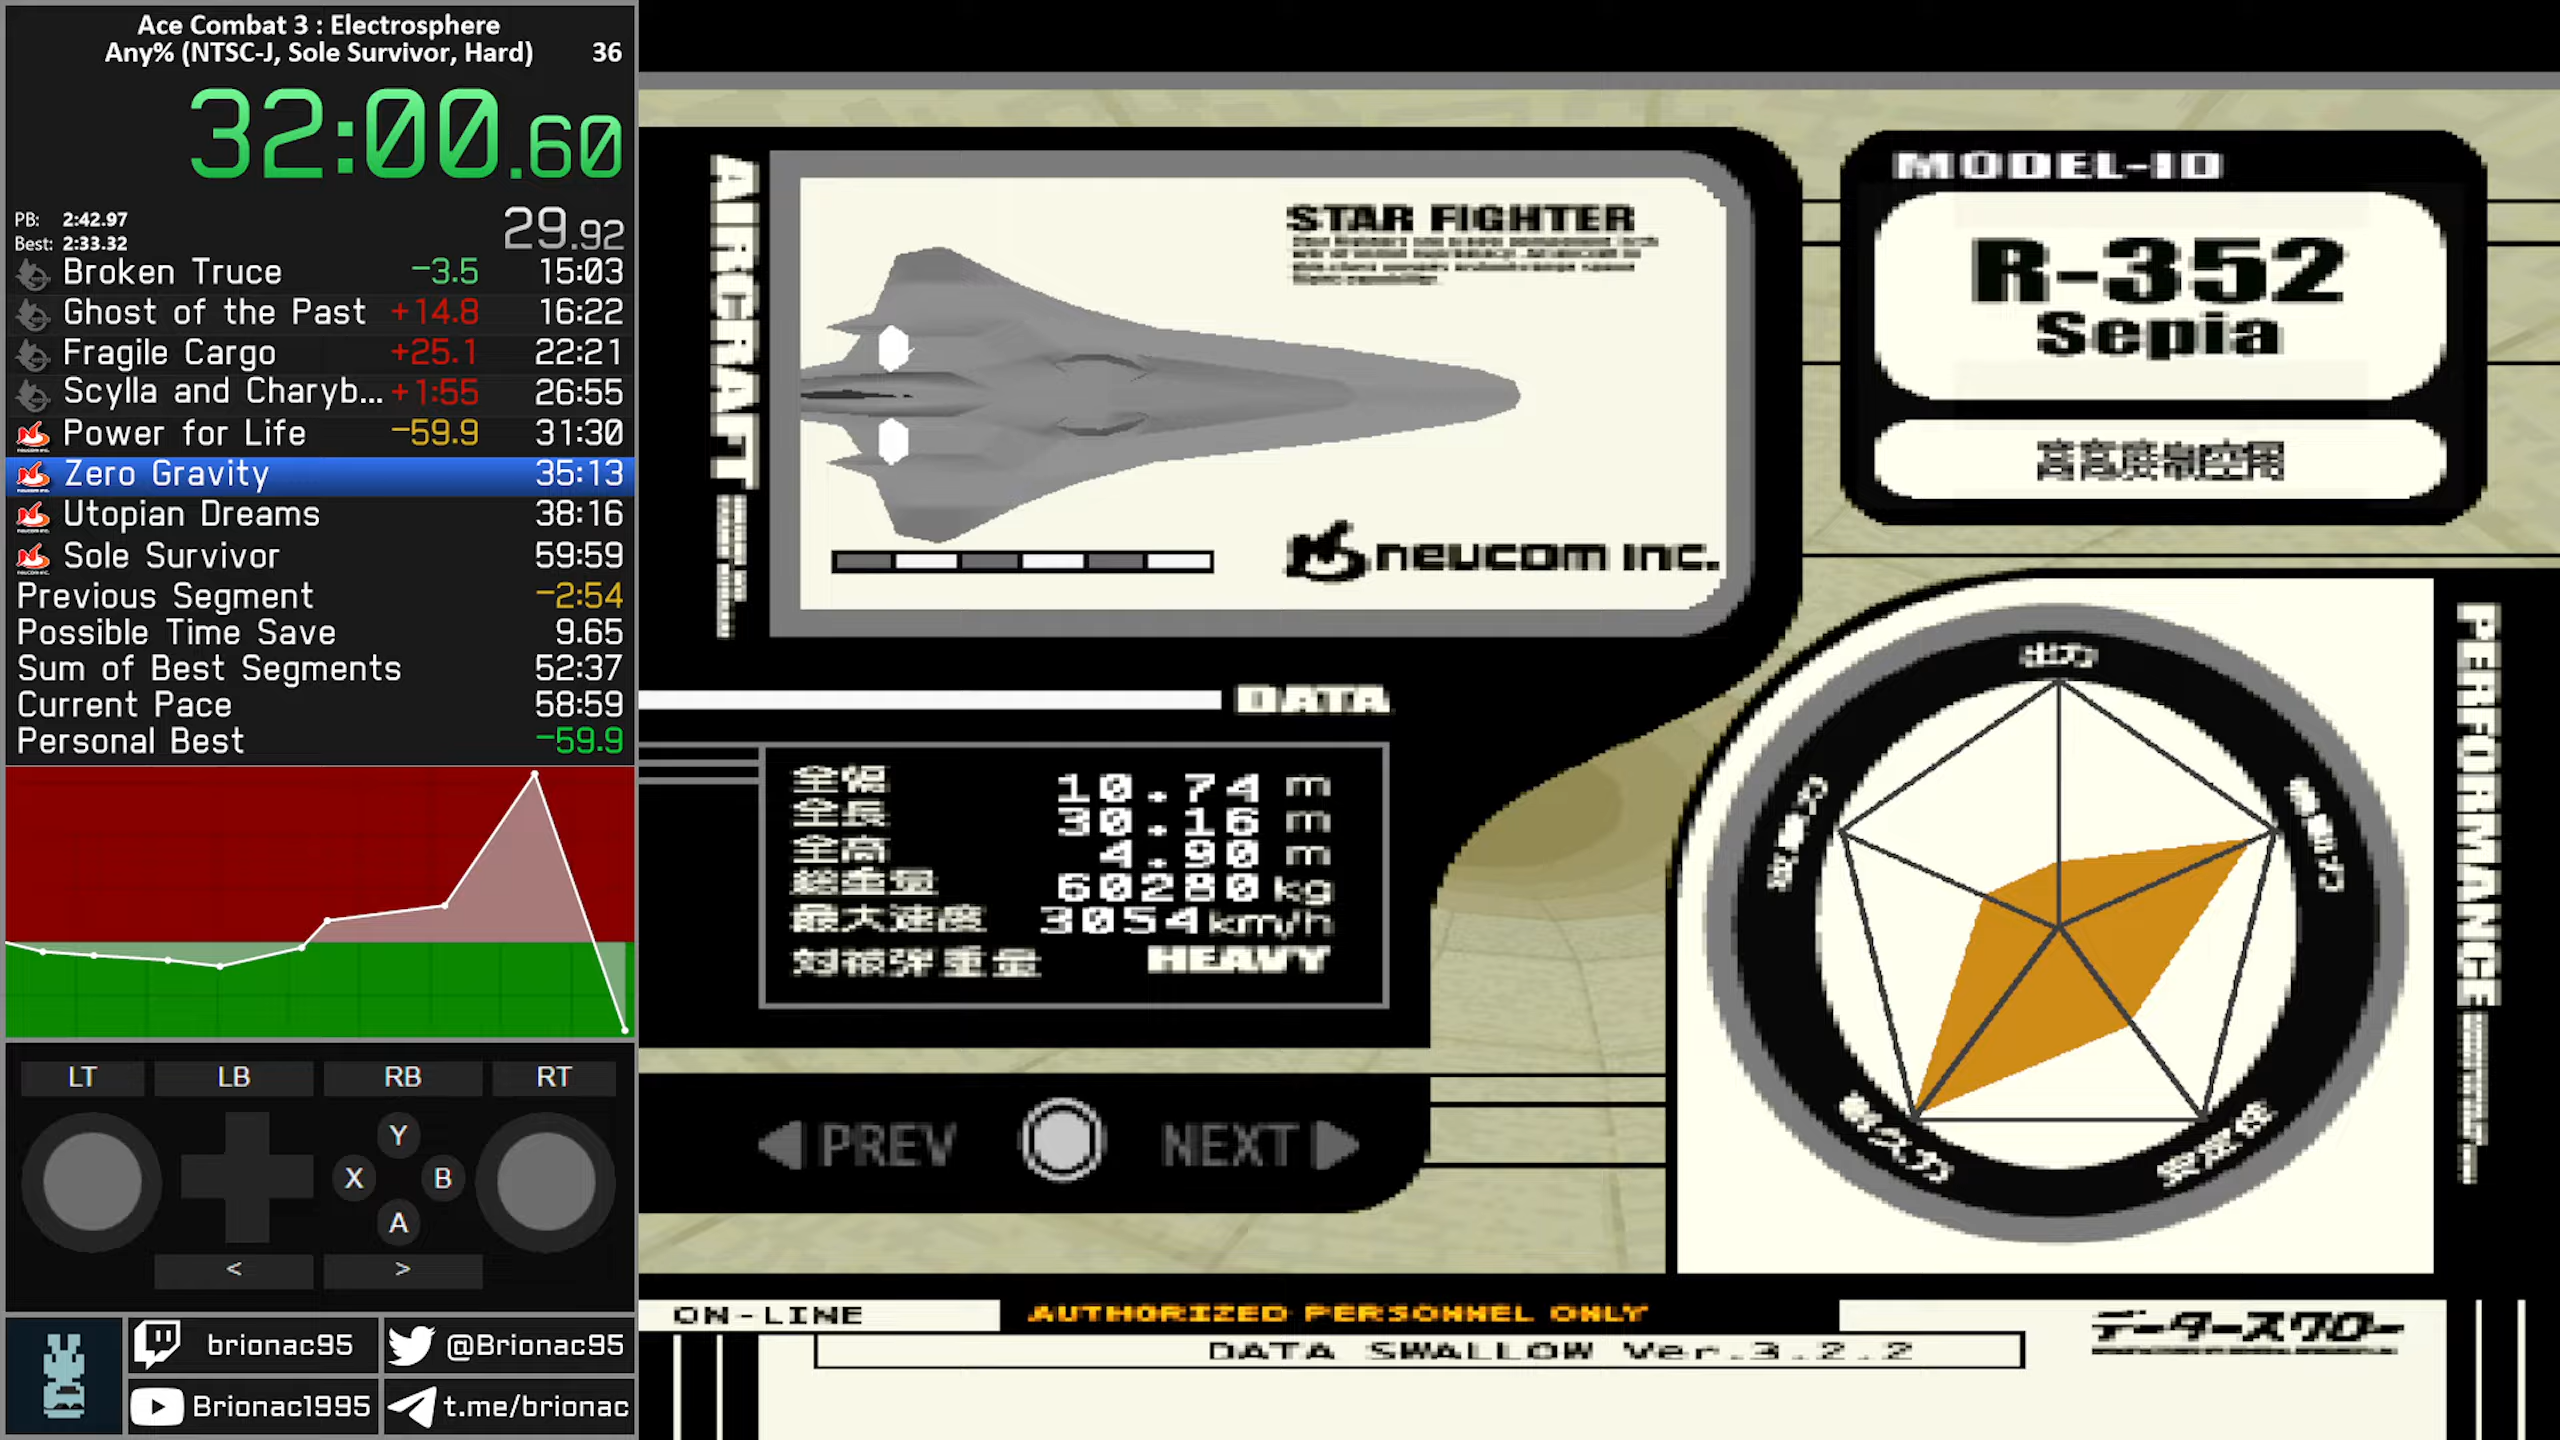 Ace Combat 3 : Electrosphere
Any% (NTSC-J, Sole Survivor, Hard) 36
32:00.60
PB: 2:42.97
Best: 2:33.32
29.92
Broken Truce -3.5 15:03
Ghost of the Past +14.8 16:22
Fragile Cargo +25.1 22:21
Scylla and Charyb... +1:55 26:55
Power for Life -59.9 31:30
Zero Gravity 35:13
Utopian Dreams 38:16
Sole Survivor 59:59
Previous Segment -2:54
Possible Time Save 9.65
Sum of Best Segments 52:37
Current Pace 58:59
Personal Best -59.9
LT LB RB RT
Y
X B
A
< >
brionac95
@Brionac95
Brionac1995
t.me/brionac
AIRCRAFT
STAR FIGHTER
neucom inc.
MODEL-ID
R-352
Sepia
DATA
全幅 10.74 m
全長 30.16 m
全高 4.90 m
総重量 60280 kg
最大速度 3054 km/h
対被弾重量 HEAVY
PREV NEXT
PERFORMANCE
出力
ON-LINE
AUTHORIZED PERSONNEL ONLY
DATA SWALLOW Ver.3.2.2
データースワロー